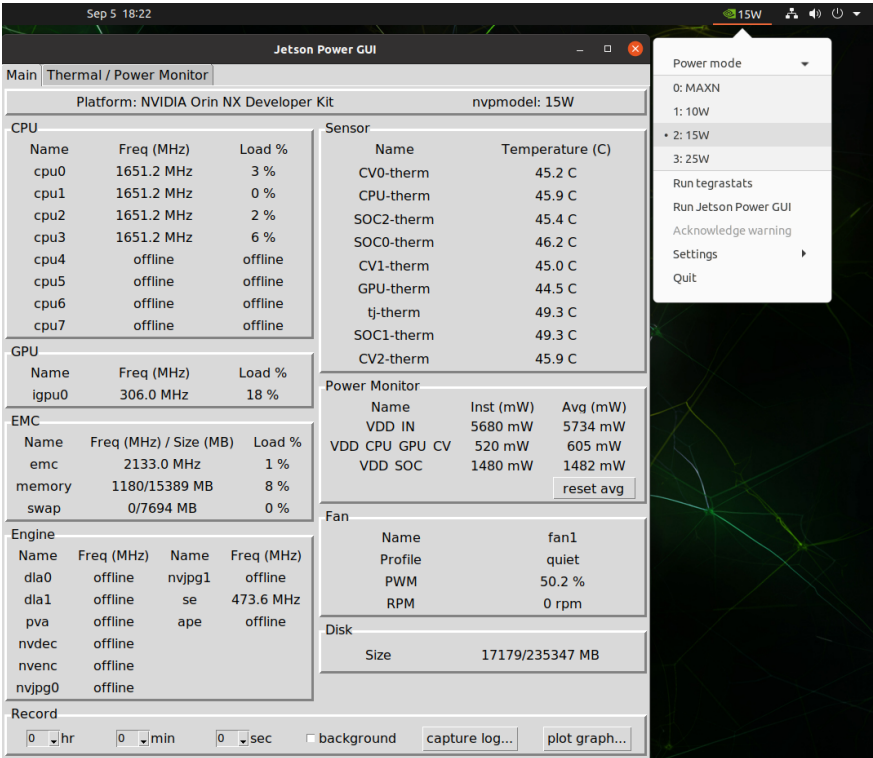 Sep 5 18:22
15W
Jetson Power GUI
Main Thermal / Power Monitor
Platform: NVIDIA Orin NX Developer Kit nvpmodel: 15W
CPU
Name Freq (MHz) Load %
cpu0 1651.2 MHz 3 %
cpu1 1651.2 MHz 0 %
cpu2 1651.2 MHz 2 %
cpu3 1651.2 MHz 6 %
cpu4 offline offline
cpu5 offline offline
cpu6 offline offline
cpu7 offline offline
GPU
Name Freq (MHz) Load %
igpu0 306.0 MHz 18 %
EMC
Name Freq (MHz) / Size (MB) Load %
emc 2133.0 MHz 1 %
memory 1180/15389 MB 8 %
swap 0/7694 MB 0 %
Engine
Name Freq (MHz) Name Freq (MHz)
dla0 offline nvjpg1 offline
dla1 offline se 473.6 MHz
pva offline ape offline
nvdec offline
nvenc offline
nvjpg0 offline
Sensor
Name Temperature (C)
CV0-therm 45.2 C
CPU-therm 45.9 C
SOC2-therm 45.4 C
SOC0-therm 46.2 C
CV1-therm 45.0 C
GPU-therm 44.5 C
tj-therm 49.3 C
SOC1-therm 49.3 C
CV2-therm 45.9 C
Power Monitor
Name Inst (mW) Avg (mW)
VDD IN 5680 mW 5734 mW
VDD CPU GPU CV 520 mW 605 mW
VDD SOC 1480 mW 1482 mW
reset avg
Fan
Name fan1
Profile quiet
PWM 50.2 %
RPM 0 rpm
Disk
Size 17179/235347 MB
Record
0 hr 0 min 0 sec background capture log... plot graph...
Power mode
0: MAXN
1: 10W
• 2: 15W
3: 25W
Run tegrastats
Run Jetson Power GUI
Acknowledge warning
Settings
Quit